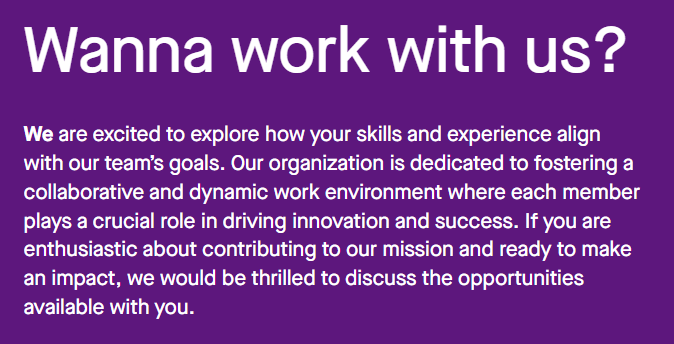 Wanna work with us?
We are excited to explore how your skills and experience align
with our team's goals. Our organization is dedicated to fostering a
collaborative and dynamic work environment where each member
plays a crucial role in driving innovation and success. If you are
enthusiastic about contributing to our mission and ready to make
an impact, we would be thrilled to discuss the opportunities
available with you.